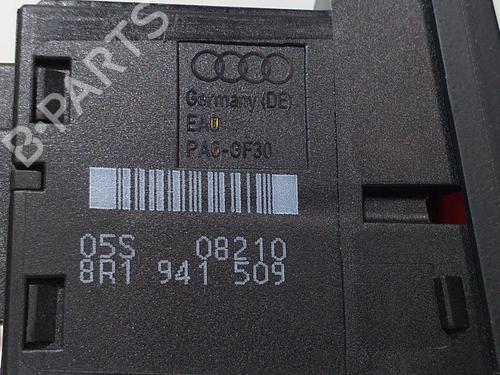 B-PARTS
Germany (DE)
EA0
PA6-GF30
05S 08210
8R1 941 509